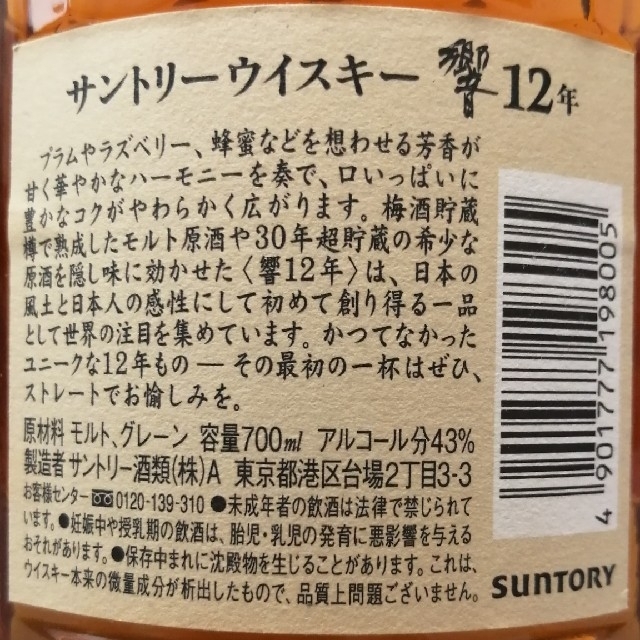 サントリーウイスキー 響 12年
プラムやラズベリー、蜂蜜などを想わせる芳香が
甘く華やかなハーモニーを奏で、口いっぱいに
豊かなコクがやわらかく広がります。梅酒貯蔵
樽で熟成したモルト原酒や30年超貯蔵の希少な
原酒を隠し味に効かせた〈響12年〉は、日本の
風土と日本人の感性にして初めて創り得る一品
として世界の注目を集めています。かつてなかった
ユニークな12年もの ― その最初の一杯はぜひ、
ストレートでお愉しみを。
原材料 モルト、グレーン 容量700ml アルコール分43%
製造者 サントリー酒類(株)A 東京都港区台場2丁目3-3
お客様センター 0120-139-310 ●未成年者の飲酒は法律で禁じられて
います。●妊娠中や授乳期の飲酒は、胎児・乳児の発育に悪影響を与える
おそれがあります。●保存中まれに沈殿物を生じることがあります。これは、
ウイスキー本来の微量成分が析出したもので、品質上問題ございません。
4 901777 198005
SUNTORY